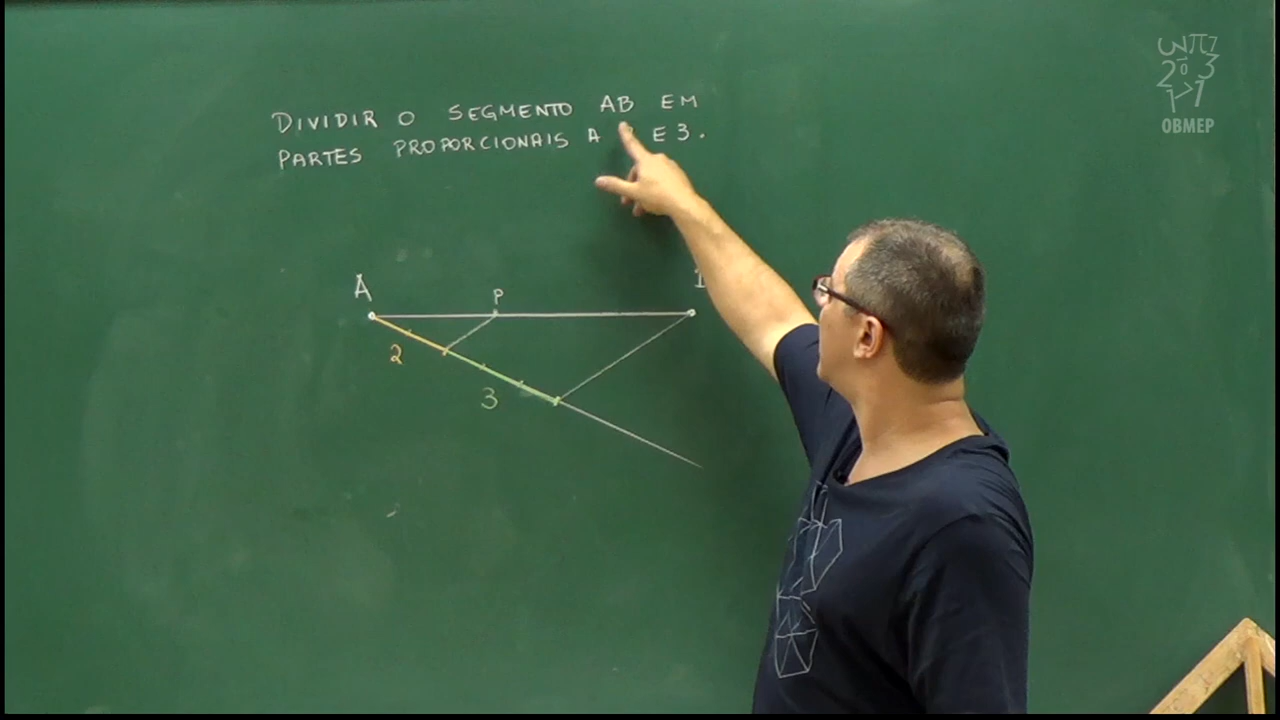 DIVIDIR O SEGMENTO AB EM
PARTES PROPORCIONAIS A E 3.
A
P
2
3
OBMEP